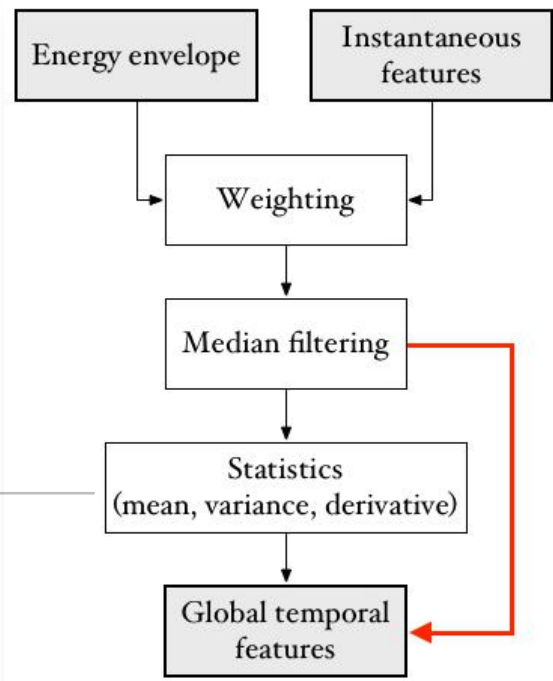 Energy envelope
Instantaneous
features
Weighting
Median filtering
Statistics
(mean, variance, derivative)
Global temporal
features